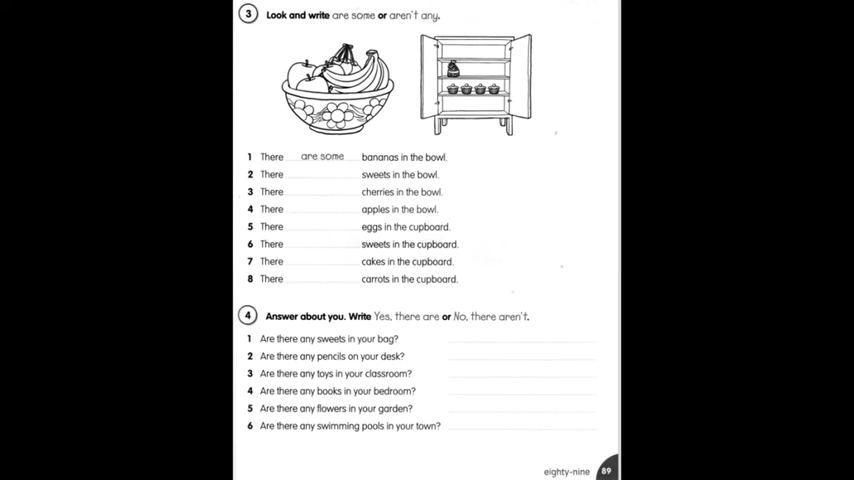 3 Look and write are some or aren't any.
1 There are some bananas in the bowl.
2 There sweets in the bowl.
3 There cherries in the bowl.
4 There apples in the bowl.
5 There eggs in the cupboard.
6 There sweets in the cupboard.
7 There cakes in the cupboard.
8 There carrots in the cupboard.
4 Answer about you. Write Yes, there are or No, there aren't.
1 Are there any sweets in your bag?
2 Are there any pencils on your desk?
3 Are there any toys in your classroom?
4 Are there any books in your bedroom?
5 Are there any flowers in your garden?
6 Are there any swimming pools in your town?
eighty-nine 89